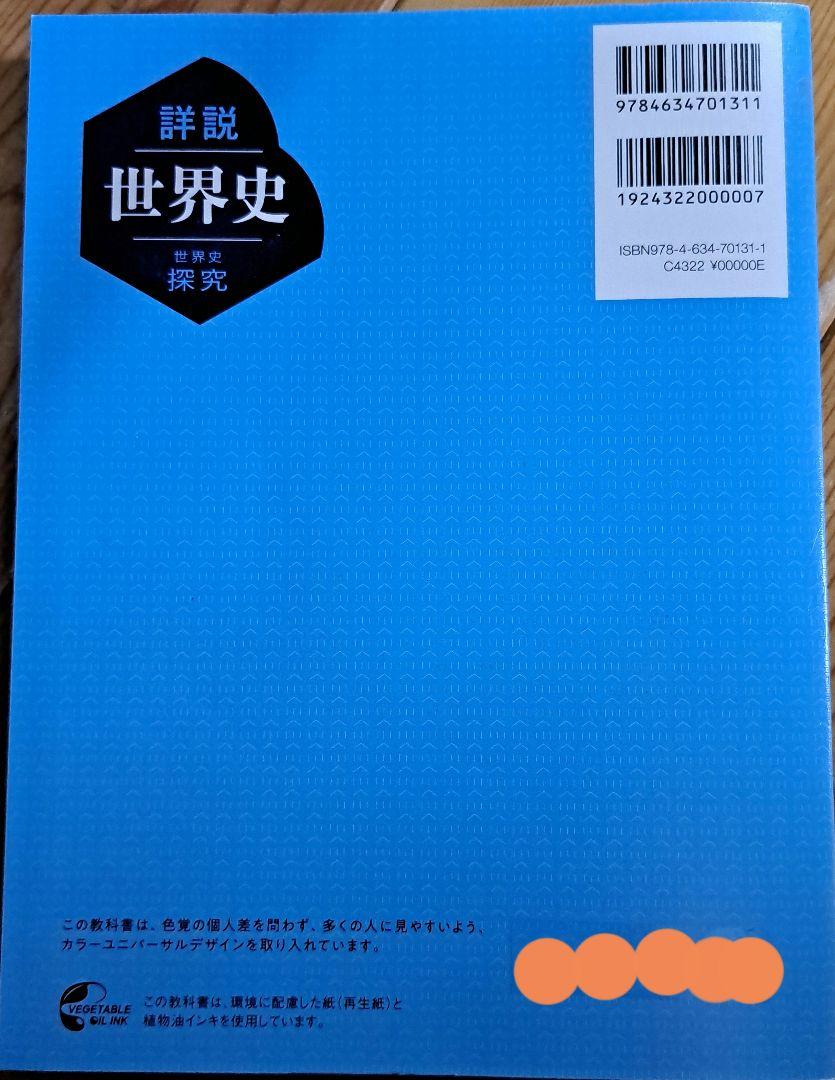 詳説
世界史
世界史
探究
9784634701311
1924322000007
ISBN978-4-634-70131-1
C4322 ¥00000E
この教科書は、色覚の個人差を問わず、多くの人に見やすいよう、
カラーユニバーサルデザインを取り入れています。
VEGETABLE
OIL INK
この教科書は、環境に配慮した紙(再生紙)と
植物油インキを使用しています。